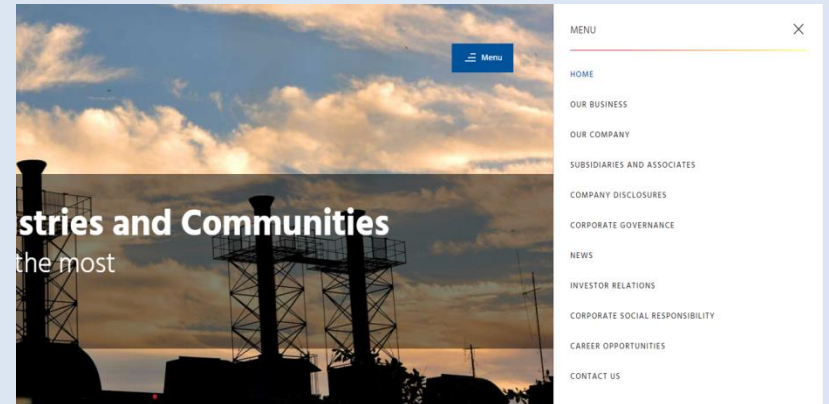 Menu
stries and Communities
the most
MENU
HOME
OUR BUSINESS
OUR COMPANY
SUBSIDIARIES AND ASSOCIATES
COMPANY DISCLOSURES
CORPORATE GOVERNANCE
NEWS
INVESTOR RELATIONS
CORPORATE SOCIAL RESPONSIBILITY
CAREER OPPORTUNITIES
CONTACT US